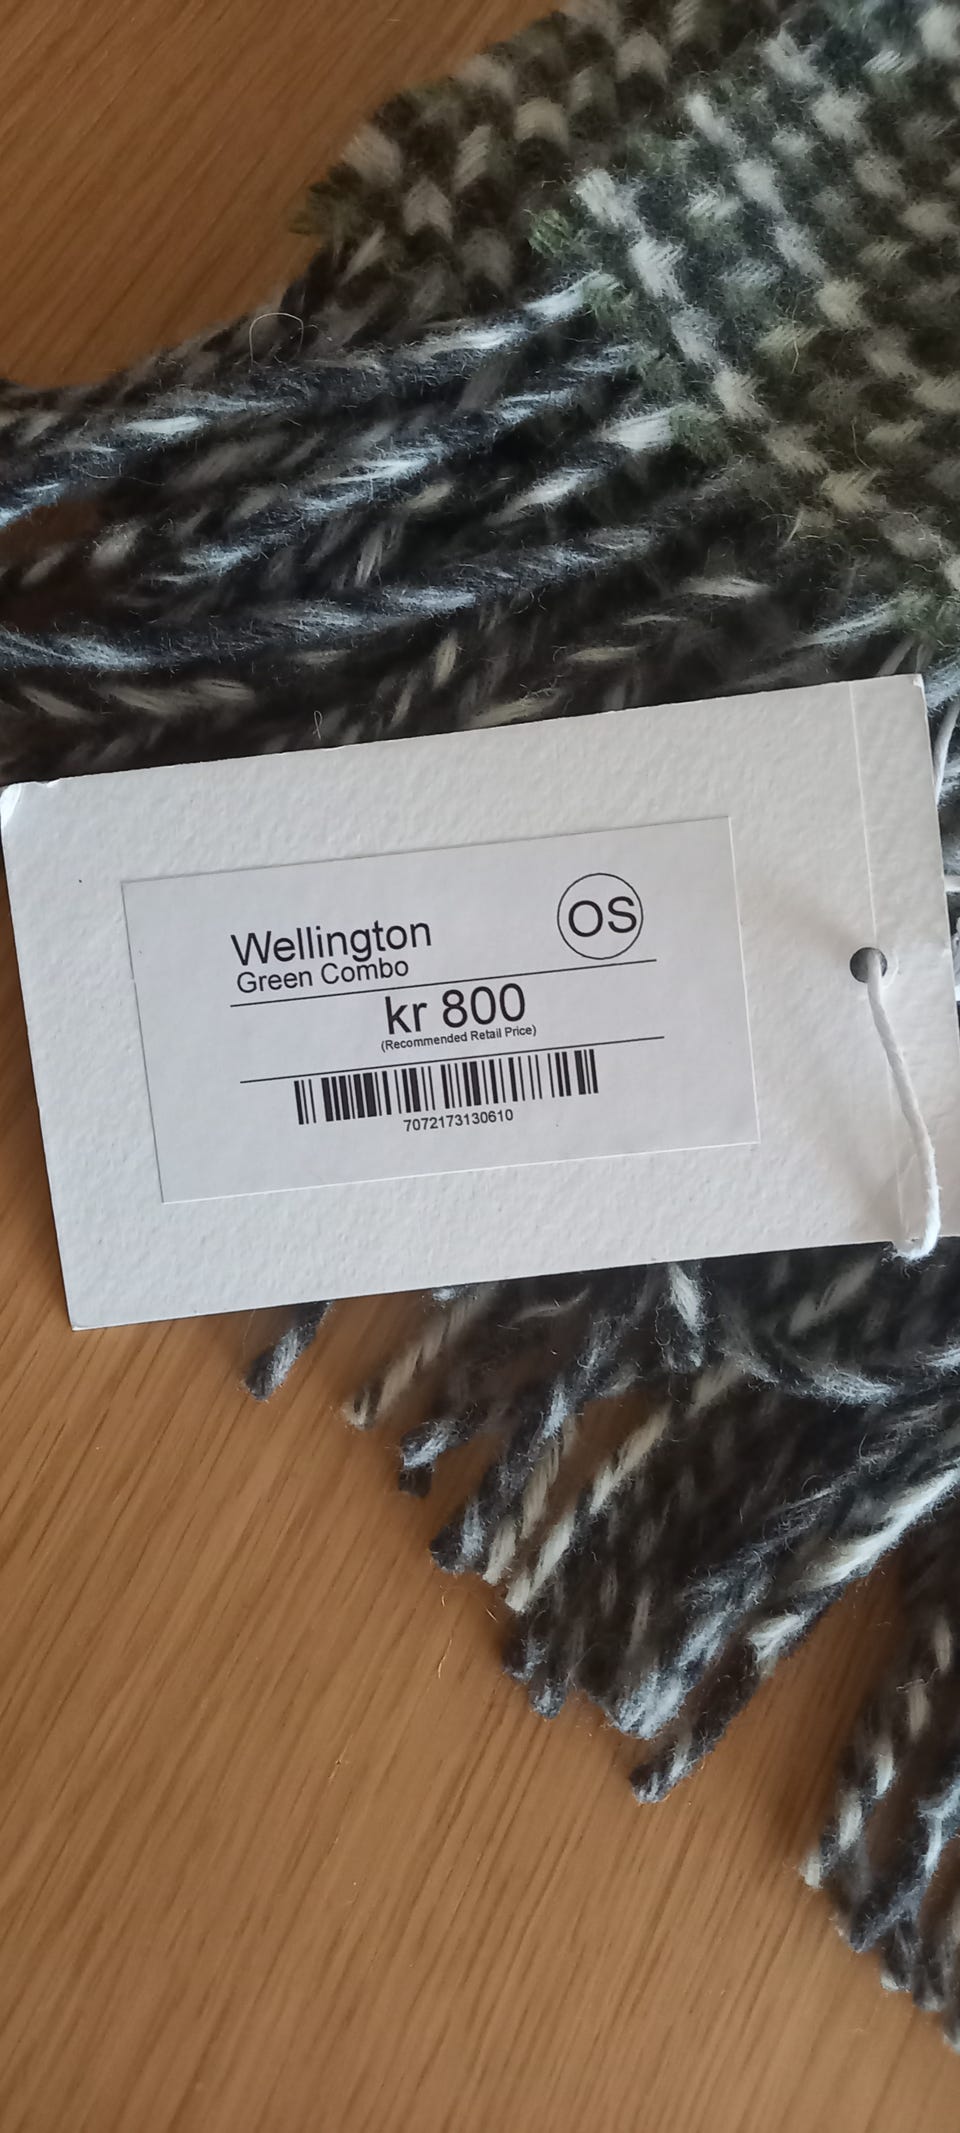 Wellington
OS
Green Combo
kr 800
(Recommended Retail Price)
7072173130610